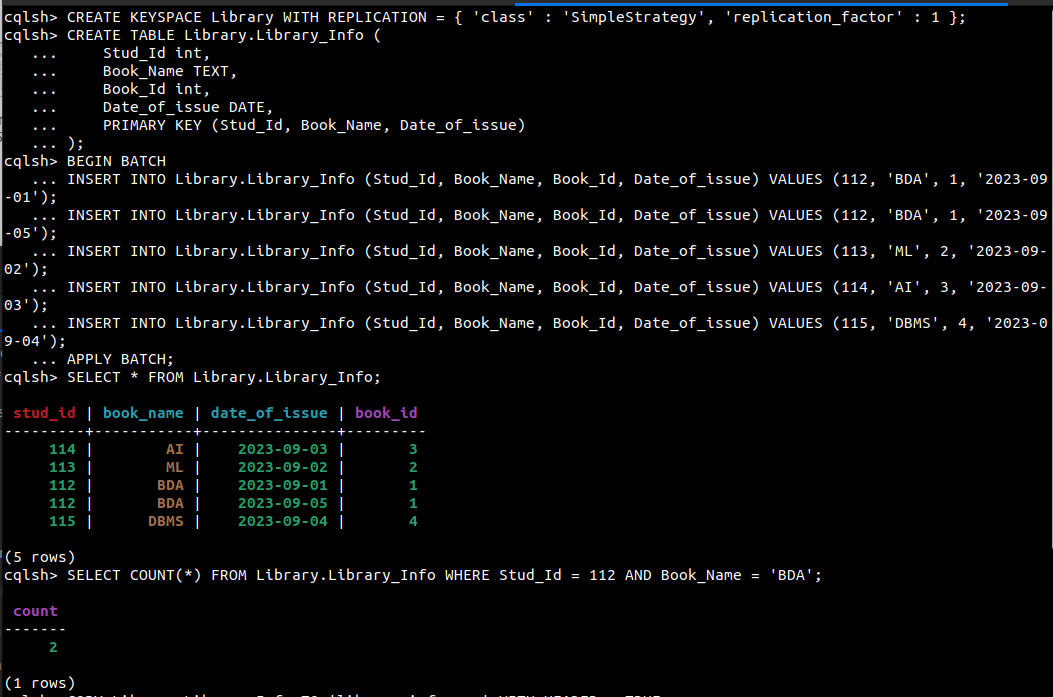 cqlsh> CREATE KEYSPACE Library WITH REPLICATION = { 'class' : 'SimpleStrategy', 'replication_factor' : 1 };
cqlsh> CREATE TABLE Library.Library_Info (
   ...     Stud_Id int,
   ...     Book_Name TEXT,
   ...     Book_Id int,
   ...     Date_of_issue DATE,
   ...     PRIMARY KEY (Stud_Id, Book_Name, Date_of_issue)
   ... );
cqlsh> BEGIN BATCH
   ... INSERT INTO Library.Library_Info (Stud_Id, Book_Name, Book_Id, Date_of_issue) VALUES (112, 'BDA', 1, '2023-09
-01');
   ... INSERT INTO Library.Library_Info (Stud_Id, Book_Name, Book_Id, Date_of_issue) VALUES (112, 'BDA', 1, '2023-09
-05');
   ... INSERT INTO Library.Library_Info (Stud_Id, Book_Name, Book_Id, Date_of_issue) VALUES (113, 'ML', 2, '2023-09-
02');
   ... INSERT INTO Library.Library_Info (Stud_Id, Book_Name, Book_Id, Date_of_issue) VALUES (114, 'AI', 3, '2023-09-
03');
   ... INSERT INTO Library.Library_Info (Stud_Id, Book_Name, Book_Id, Date_of_issue) VALUES (115, 'DBMS', 4, '2023-0
9-04');
   ... APPLY BATCH;
cqlsh> SELECT * FROM Library.Library_Info;
 stud_id | book_name | date_of_issue | book_id
---------+-----------+---------------+---------
     114 |        AI |    2023-09-03 |       3
     113 |        ML |    2023-09-02 |       2
     112 |       BDA |    2023-09-01 |       1
     112 |       BDA |    2023-09-05 |       1
     115 |      DBMS |    2023-09-04 |       4
(5 rows)
cqlsh> SELECT COUNT(*) FROM Library.Library_Info WHERE Stud_Id = 112 AND Book_Name = 'BDA';
 count
-------
     2
(1 rows)